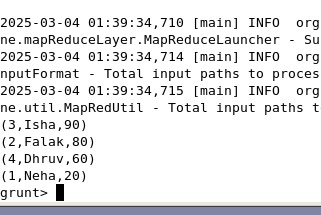 2025-03-04 01:39:34,710 [main] INFO org
ne.mapReduceLayer.MapReduceLauncher - Su
2025-03-04 01:39:34,714 [main] INFO org
nputFormat - Total input paths to proces
2025-03-04 01:39:34,715 [main] INFO org
ne.util.MapRedUtil - Total input paths t
(3,Isha,90)
(2,Falak,80)
(4,Dhruv,60)
(1,Neha,20)
grunt>